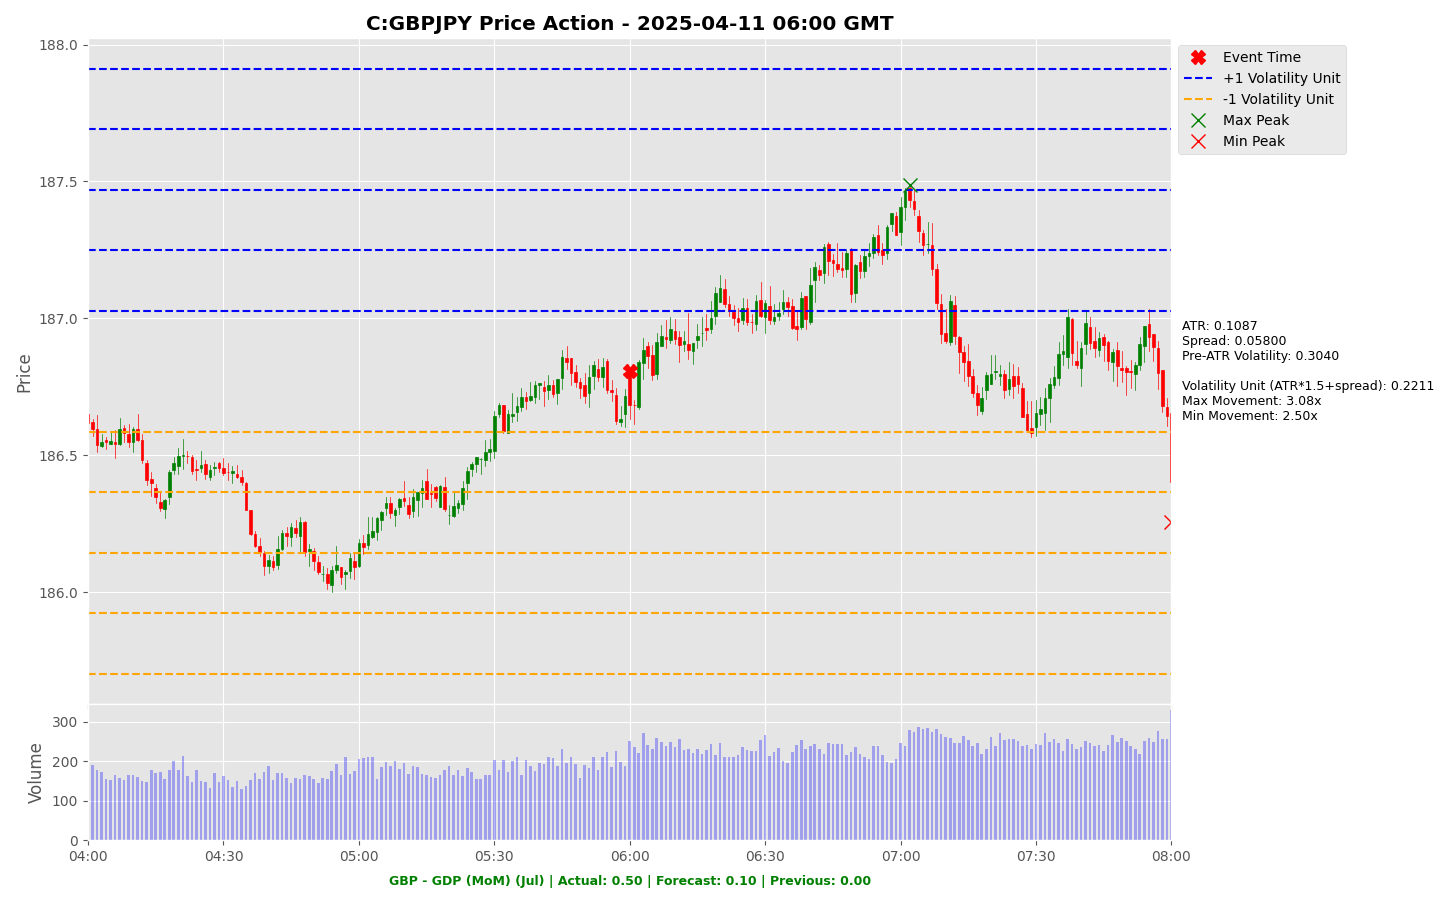 C:GBPJPY Price Action - 2025-04-11 06:00 GMT
188.0
187.5
187.0
186.5
186.0
Price
Event Time
+1 Volatility Unit
-1 Volatility Unit
Max Peak
Min Peak
ATR: 0.1087
Spread: 0.05800
Pre-ATR Volatility: 0.3040
Volatility Unit (ATR*1.5+spread): 0.2211
Max Movement: 3.08x
Min Movement: 2.50x
300
200
100
0
Volume
04:00 04:30 05:00 05:30 06:00 06:30 07:00 07:30 08:00
GBP - GDP (MoM) (Jul) | Actual: 0.50 | Forecast: 0.10 | Previous: 0.00